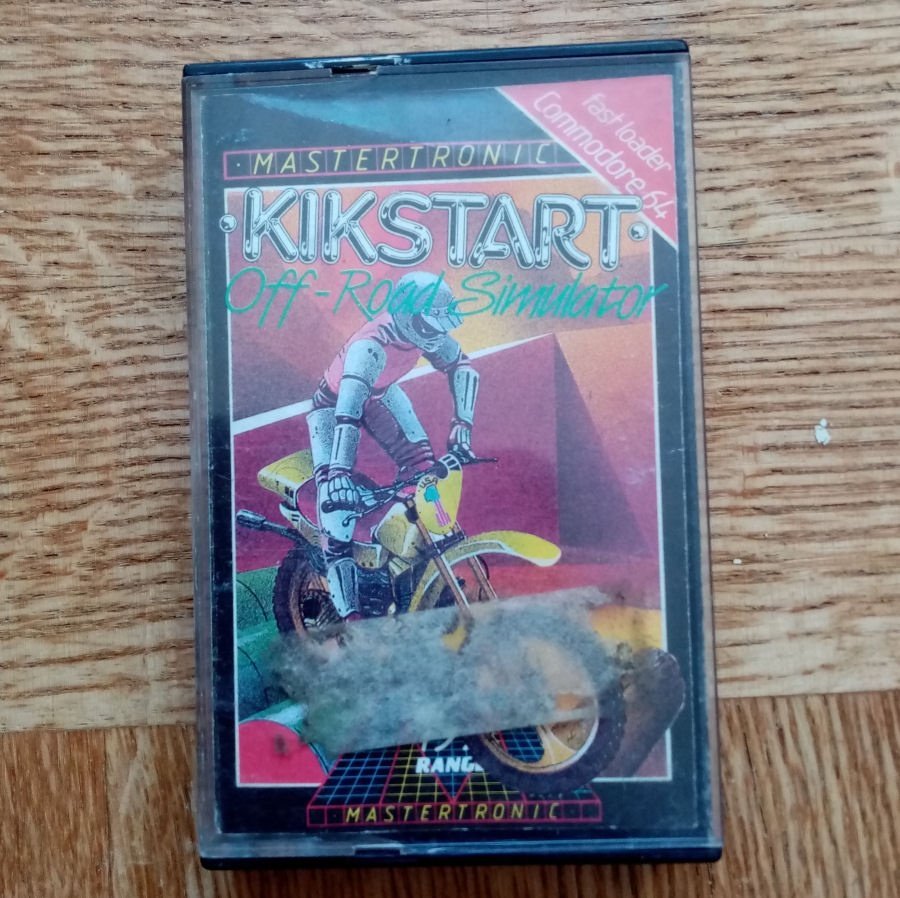 fast loader
Commodore 64
·MASTERTRONIC·
·KIKSTART·
Off-Road Simulator
U.S.
RANGE
·MASTERTRONIC·